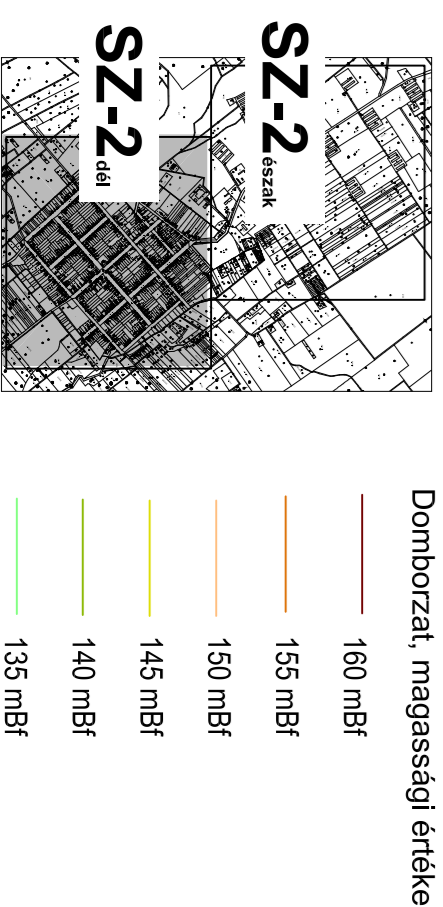 SZ-2 észak
SZ-2 dél
Domborzat, magassági értéke
160 mBf
155 mBf
150 mBf
145 mBf
140 mBf
135 mBf